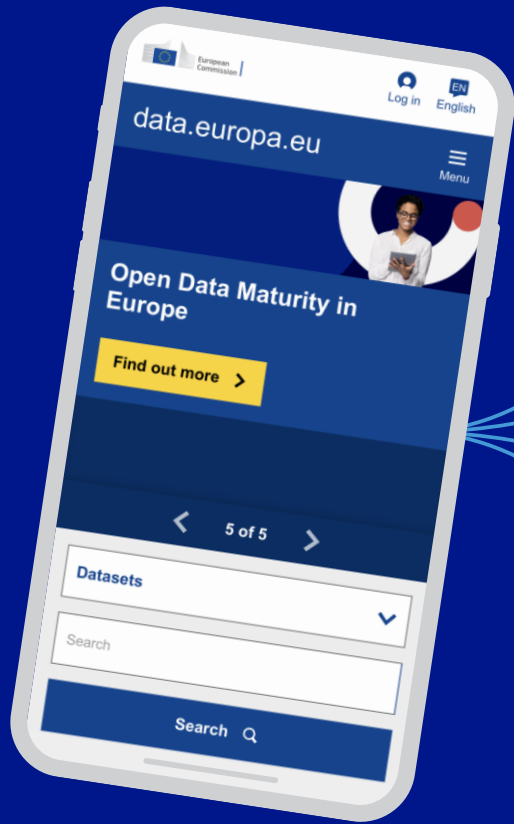 European
Commission
Log in
EN
English
data.europa.eu
Menu
Open Data Maturity in
Europe
Find out more
5 of 5
Datasets
Search
Search